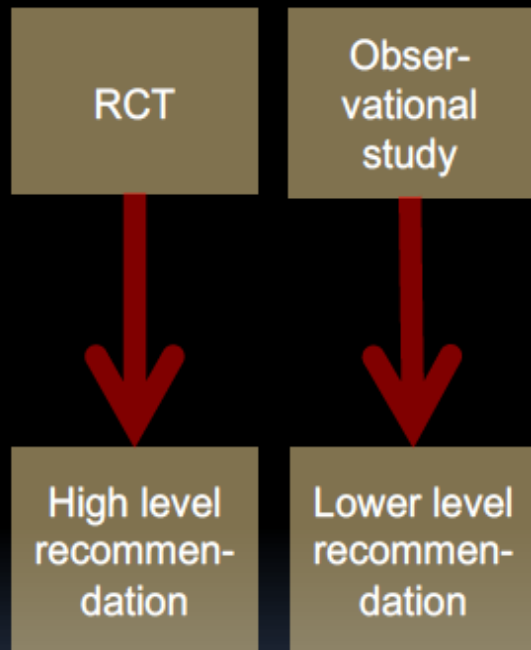 RCT
Obser-
vational
study
High level
recommen-
dation
Lower level
recommen-
dation